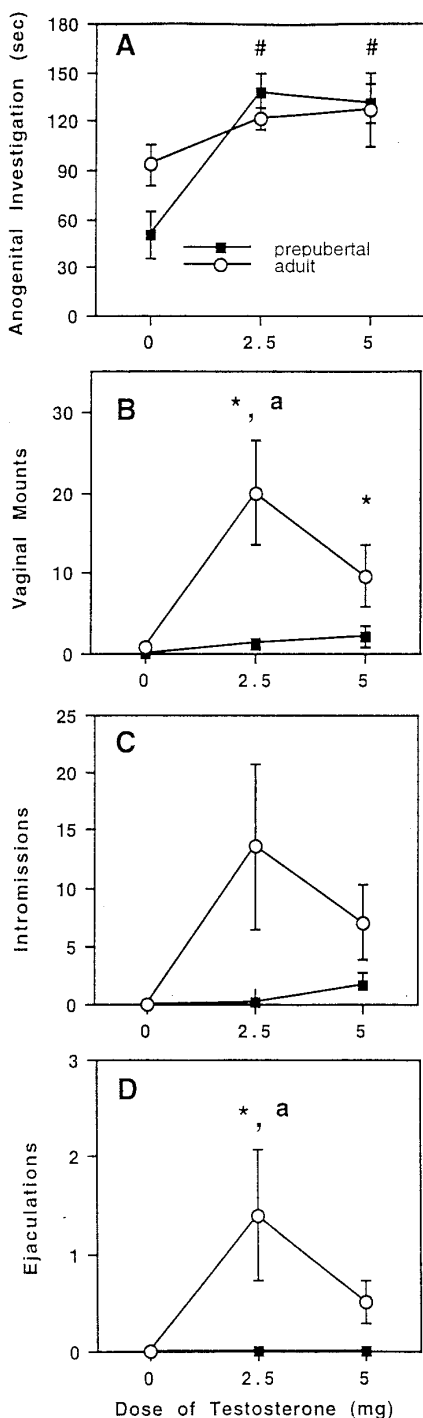 180
150
120
90
60
30
0
Anogenital Investigation (sec)
A
#
#
prepubertal
adult
0
2.5
5
30
20
10
0
Vaginal Mounts
B
*, a
*
0
2.5
5
25
20
15
10
5
0
Intromissions
C
0
2.5
5
3
2
1
0
Ejaculations
D
*, a
0
2.5
5
Dose of Testosterone (mg)